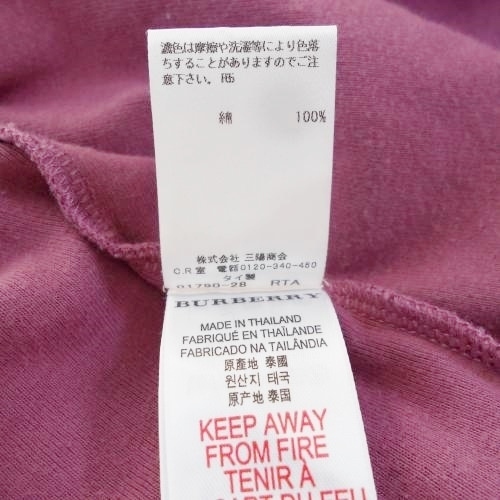 濃色は摩擦や洗濯等により色落
ちすることがありますのでご注
意下さい。
綿 100%
株式会社 三陽商会
C.R室 電話0120-340-460
タイ製
01790-28 RTA
BURBERRY
MADE IN THAILAND
FABRIQUÉ EN THAÏLANDE
FABRICADO NA TAILÂNDIA
原産地 泰國
원산지 태국
原产地 泰国
KEEP AWAY
FROM FIRE
TENIR À